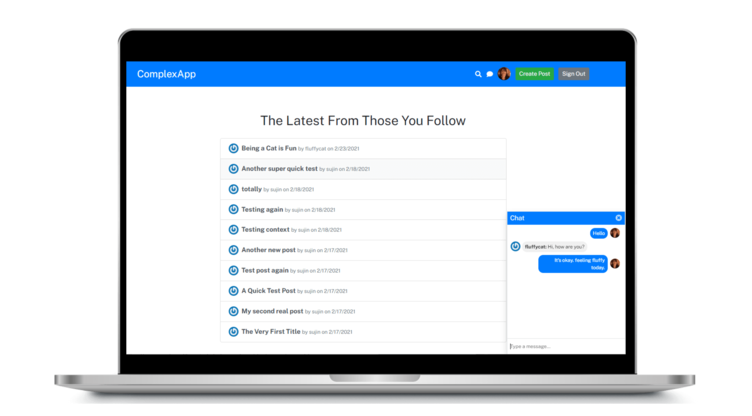 ComplexApp
Create Post
Sign Out
The Latest From Those You Follow
Being a Cat is Fun by fluffycat on 2/23/2021
Another super quick test by sujin on 2/18/2021
totally by sujin on 2/18/2021
Testing again by sujin on 2/18/2021
Testing context by sujin on 2/18/2021
Another new post by sujin on 2/17/2021
Test post again by sujin on 2/17/2021
A Quick Test Post by sujin on 2/17/2021
My second real post by sujin on 2/17/2021
The Very First Title by sujin on 2/17/2021
Chat
Hello
fluffycat: Hi, how are you?
It's okay, feeling fluffy
today.
Type a message...